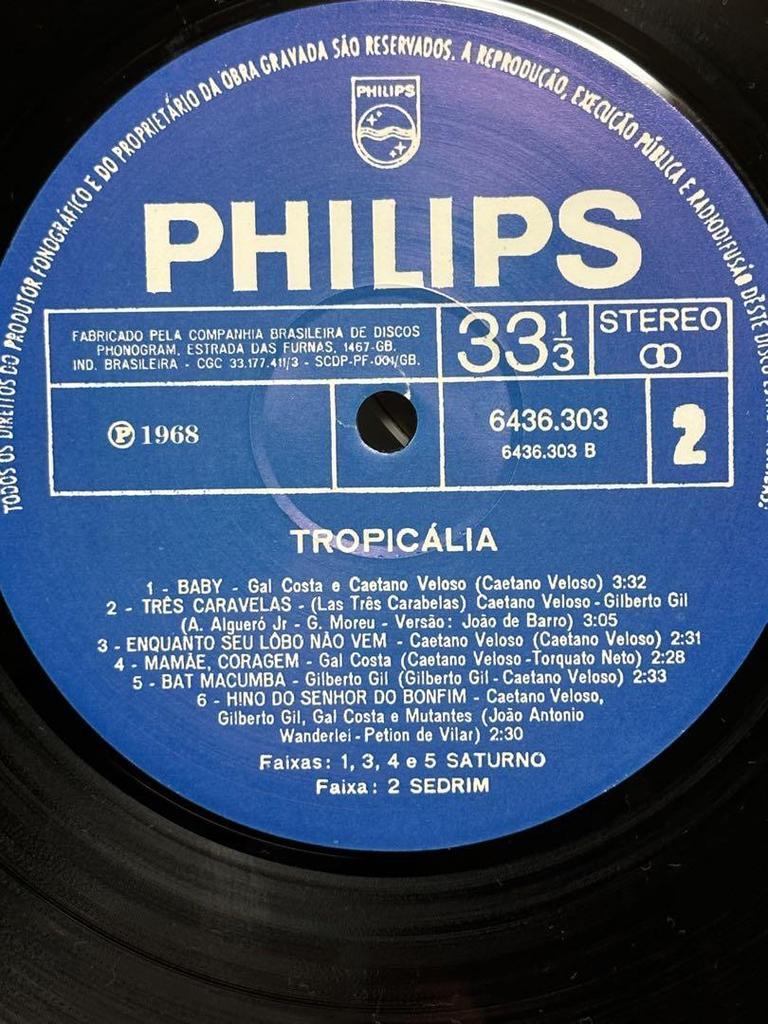 TODOS OS DIREITOS DO PRODUTOR FONOGRÁFICO E DO PROPRIETÁRIO DA OBRA GRAVADA SÃO RESERVADOS. A REPRODUÇÃO, EXECUÇÃO PÚBLICA E RADIODIFUSÃO DÊSTE DISCO
PHILIPS
PHILIPS
FABRICADO PELA COMPANHIA BRASILEIRA DE DISCOS
PHONOGRAM, ESTRADA DAS FURNAS, 1467-GB.
IND. BRASILEIRA - CGC 33.177.411/3 - SCDP-PF-001/GB.
33 1/3
STEREO
Ⓟ 1968
6436.303
6436.303 B
2
TROPICÁLIA
1 - BABY - Gal Costa e Caetano Veloso (Caetano Veloso) 3:32
2 - TRÊS CARAVELAS - (Las Três Carabelas) Caetano Veloso - Gilberto Gil
(A. Algueró Jr - G. Moreu - Versão: João de Barro) 3:05
3 - ENQUANTO SEU LÔBO NÃO VEM - Caetano Veloso (Caetano Veloso) 2:31
4 - MAMÃE, CORAGEM - Gal Costa (Caetano Veloso - Torquato Neto) 2:28
5 - BAT MACUMBA - Gilberto Gil (Gilberto Gil - Caetano Veloso) 2:33
6 - HINO DO SENHOR DO BONFIM - Caetano Veloso,
Gilberto Gil, Gal Costa e Mutantes (João Antonio
Wanderlei - Petion de Vilar) 2:30
Faixas: 1, 3, 4 e 5 SATURNO
Faixa: 2 SEDRIM